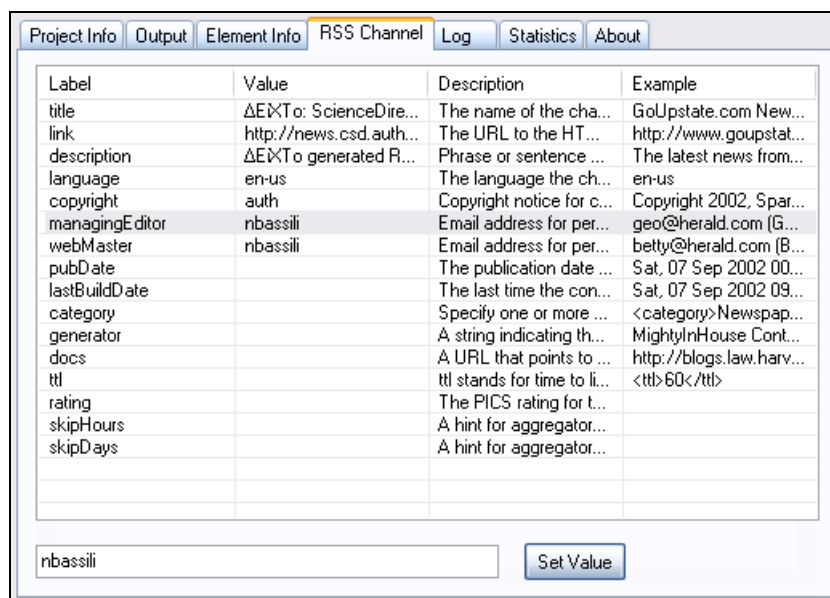 Project Info Output Element Info RSS Channel Log Statistics About
Label Value Description Example
title ΔEiXTo: ScienceDire... The name of the cha... GoUpstate.com New...
link http://news.csd.auth... The URL to the HT... http://www.goupstat...
description ΔEiXTo generated R... Phrase or sentence ... The latest news from...
language en-us The language the ch... en-us
copyright auth Copyright notice for c... Copyright 2002, Spar...
managingEditor nbassili Email address for per... geo@herald.com (G...
webMaster nbassili Email address for per... betty@herald.com (B...
pubDate The publication date ... Sat, 07 Sep 2002 00...
lastBuildDate The last time the con... Sat, 07 Sep 2002 09...
category Specify one or more ... <category>Newspap...
generator A string indicating th... MightyInHouse Cont...
docs A URL that points to ... http://blogs.law.harv...
ttl ttl stands for time to li... <ttl>60</ttl>
rating The PICS rating for t...
skipHours A hint for aggregator...
skipDays A hint for aggregator...
nbassili Set Value